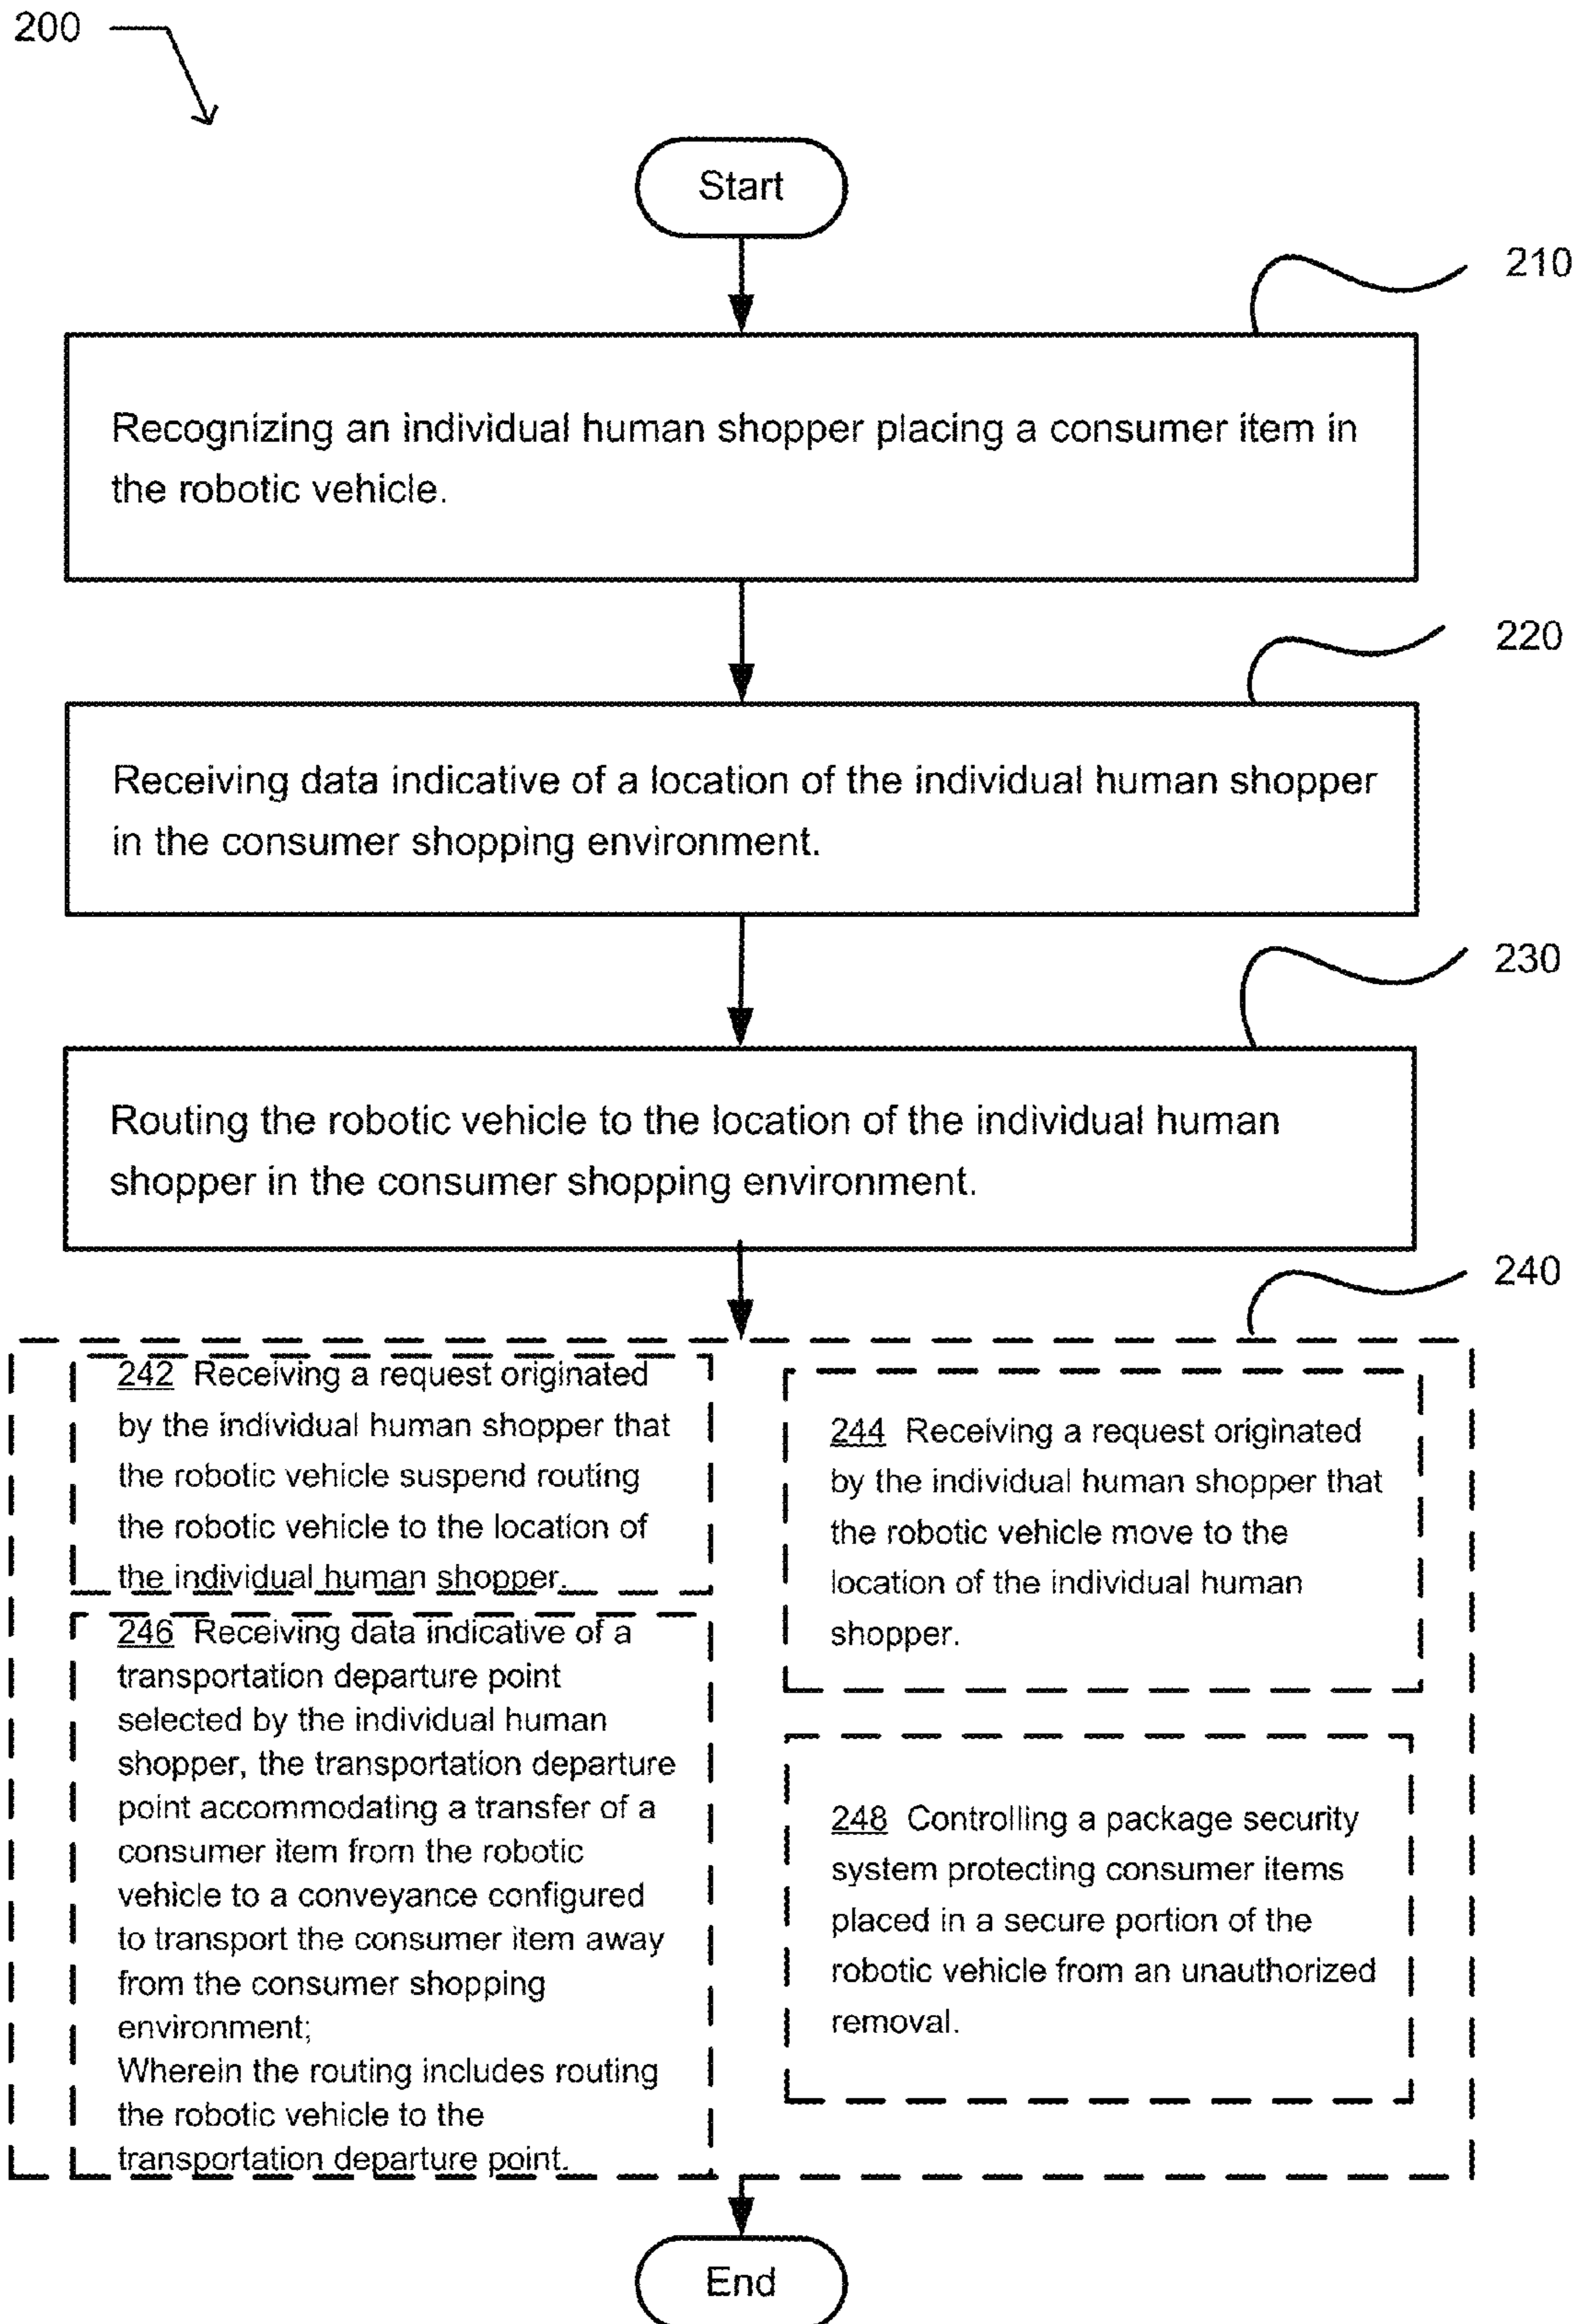 200
Start
210
Recognizing an individual human shopper placing a consumer item in
the robotic vehicle.
220
Receiving data indicative of a location of the individual human shopper
in the consumer shopping environment.
230
Routing the robotic vehicle to the location of the individual human
shopper in the consumer shopping environment.
240
242 Receiving a request originated
by the individual human shopper that
the robotic vehicle suspend routing
the robotic vehicle to the location of
the individual human shopper.
244 Receiving a request originated
by the individual human shopper that
the robotic vehicle move to the
location of the individual human
shopper.
246 Receiving data indicative of a
transportation departure point
selected by the individual human
shopper, the transportation departure
point accommodating a transfer of a
consumer item from the robotic
vehicle to a conveyance configured
to transport the consumer item away
from the consumer shopping
environment;
Wherein the routing includes routing
the robotic vehicle to the
transportation departure point.
248 Controlling a package security
system protecting consumer items
placed in a secure portion of the
robotic vehicle from an unauthorized
removal.
End